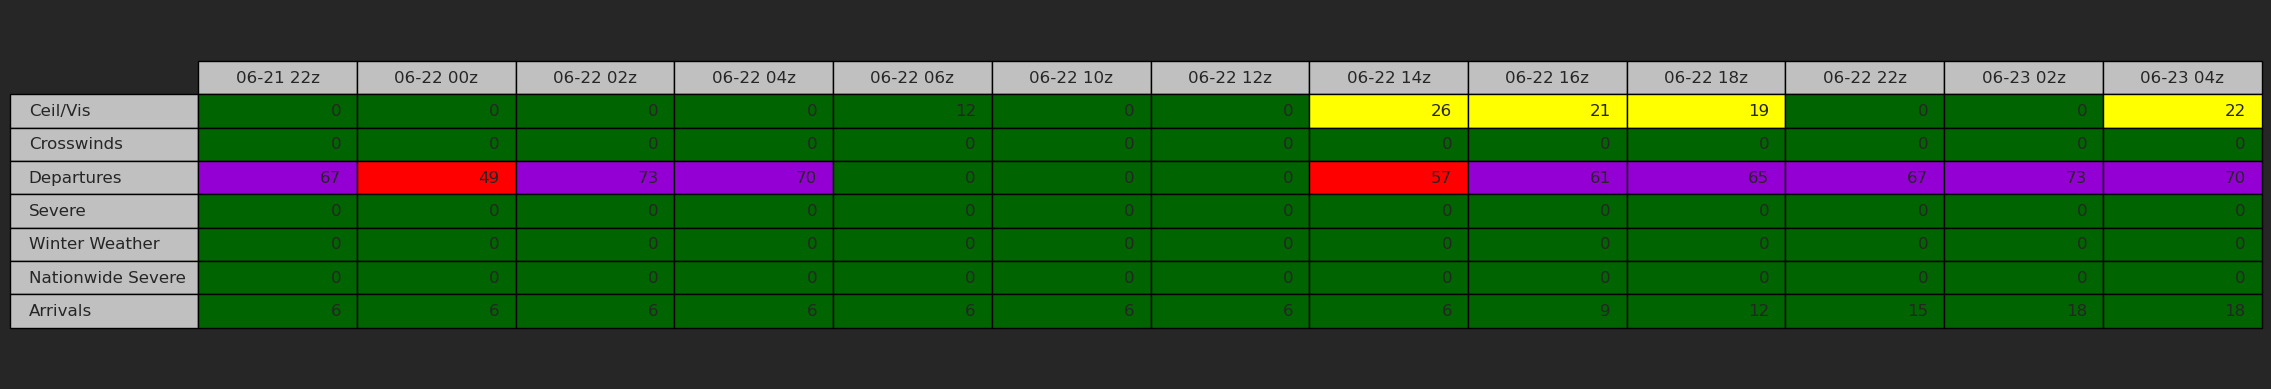 06-21 22z 06-22 00z 06-22 02z 06-22 04z 06-22 06z 06-22 10z 06-22 12z 06-22 14z 06-22 16z 06-22 18z 06-22 22z 06-23 02z 06-23 04z
Ceil/Vis 0 0 0 0 12 0 0 26 21 19 0 0 22
Crosswinds 0 0 0 0 0 0 0 0 0 0 0 0 0
Departures 67 49 73 70 0 0 0 57 61 65 67 73 70
Severe 0 0 0 0 0 0 0 0 0 0 0 0 0
Winter Weather 0 0 0 0 0 0 0 0 0 0 0 0 0
Nationwide Severe 0 0 0 0 0 0 0 0 0 0 0 0 0
Arrivals 6 6 6 6 6 6 6 6 9 12 15 18 18